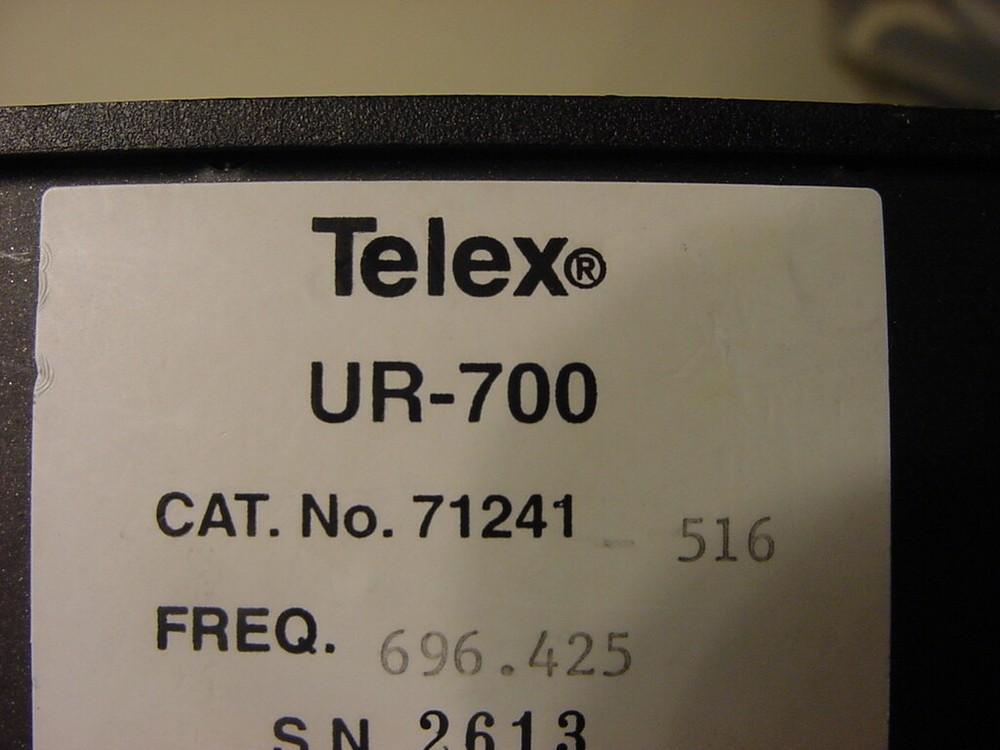 Telex®
UR-700
CAT. No. 71241 - 516
FREQ. 696.425
S.N. 2613